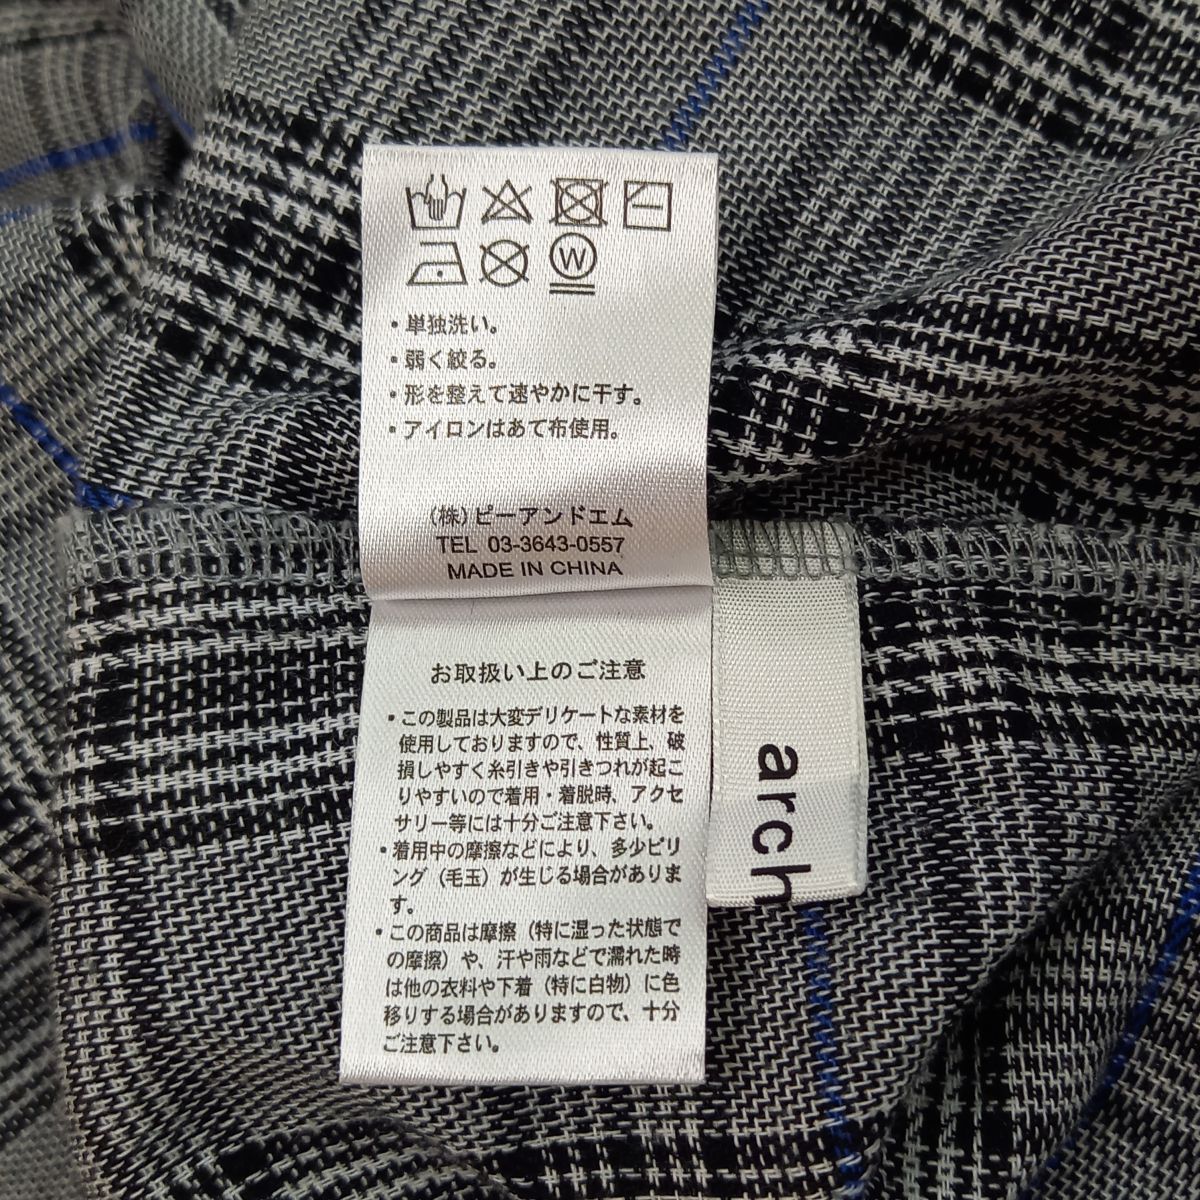 W
・単独洗い。
・弱く絞る。
・形を整えて速やかに干す。
・アイロンはあて布使用。
(株)ビーアンドエム
TEL 03-3643-0557
MADE IN CHINA
お取扱い上のご注意
・この製品は大変デリケートな素材を
使用しておりますので、性質上、破
損しやすく糸引きや引きつれが起こ
りやすいので着用・着脱時、アクセ
サリー等には十分ご注意下さい。
・着用中の摩擦などにより、多少ピリ
ング（毛玉）が生じる場合がありま
す。
・この商品は摩擦（特に湿った状態で
の摩擦）や、汗や雨などで濡れた時
は他の衣料や下着（特に白物）に色
移りする場合がありますので、十分
ご注意下さい。
arch